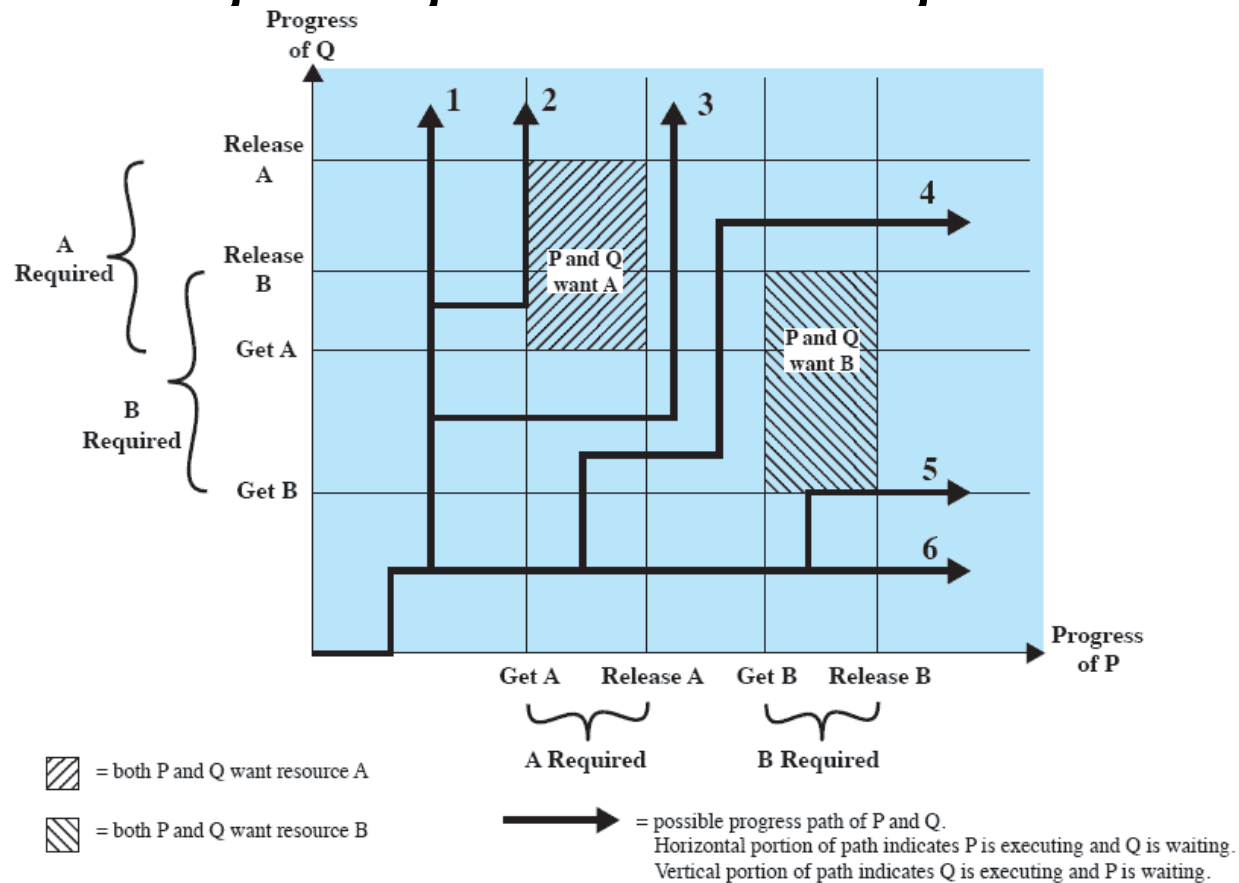 Progress
of Q
1
2
3
Release
A
4
A
Required
Release
B
P and Q
want A
Get A
P and Q
want B
B
Required
Get B
5
6
Progress
of P
Get A
Release A
Get B
Release B
A Required
B Required
= both P and Q want resource A
= both P and Q want resource B
= possible progress path of P and Q.
Horizontal portion of path indicates P is executing and Q is waiting.
Vertical portion of path indicates Q is executing and P is waiting.